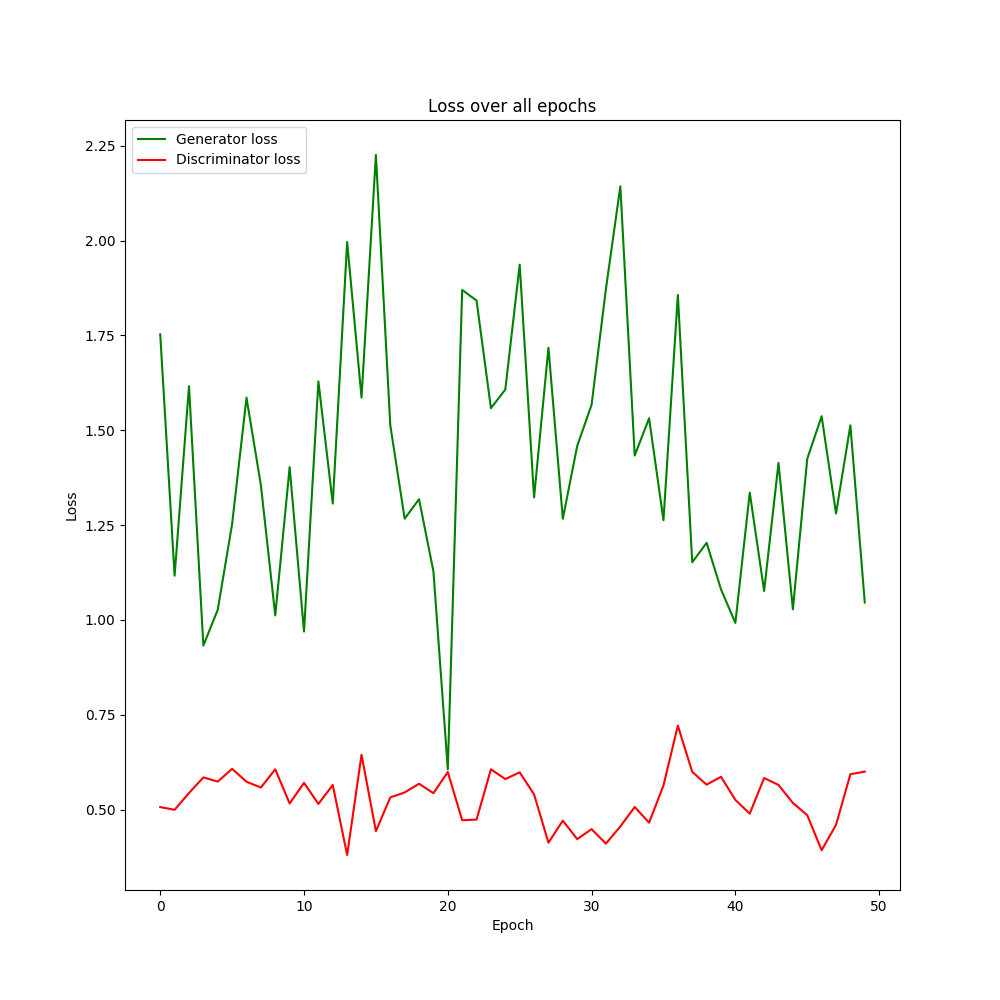 Loss over all epochs
Generator loss
Discriminator loss
2.25
2.00
1.75
1.50
1.25
1.00
0.75
0.50
Loss
0 10 20 30 40 50
Epoch